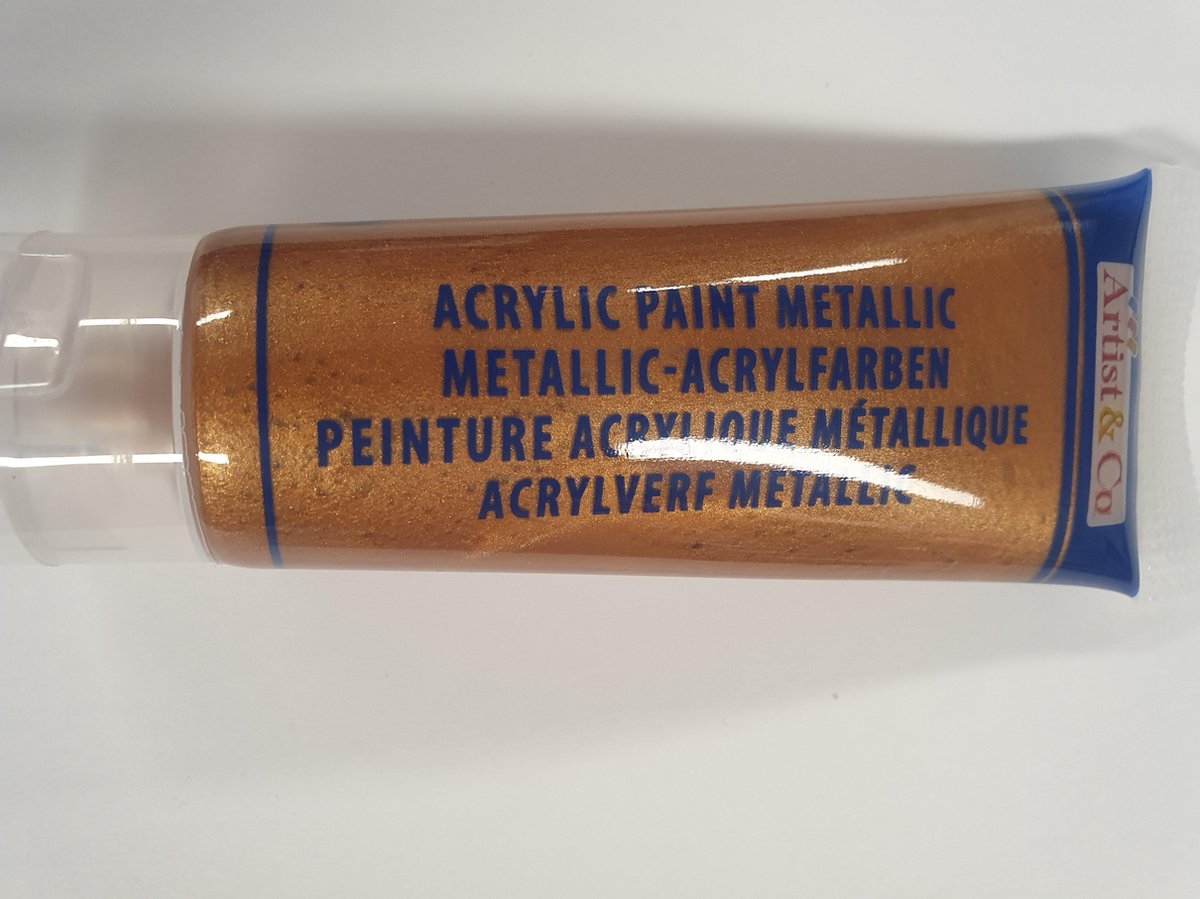 ACRYLIC PAINT METALLIC
METALLIC-ACRYLFARBEN
PEINTURE ACRYLIQUE MÉTALLIQUE
ACRYLVERF METALLIC
Artist & Co